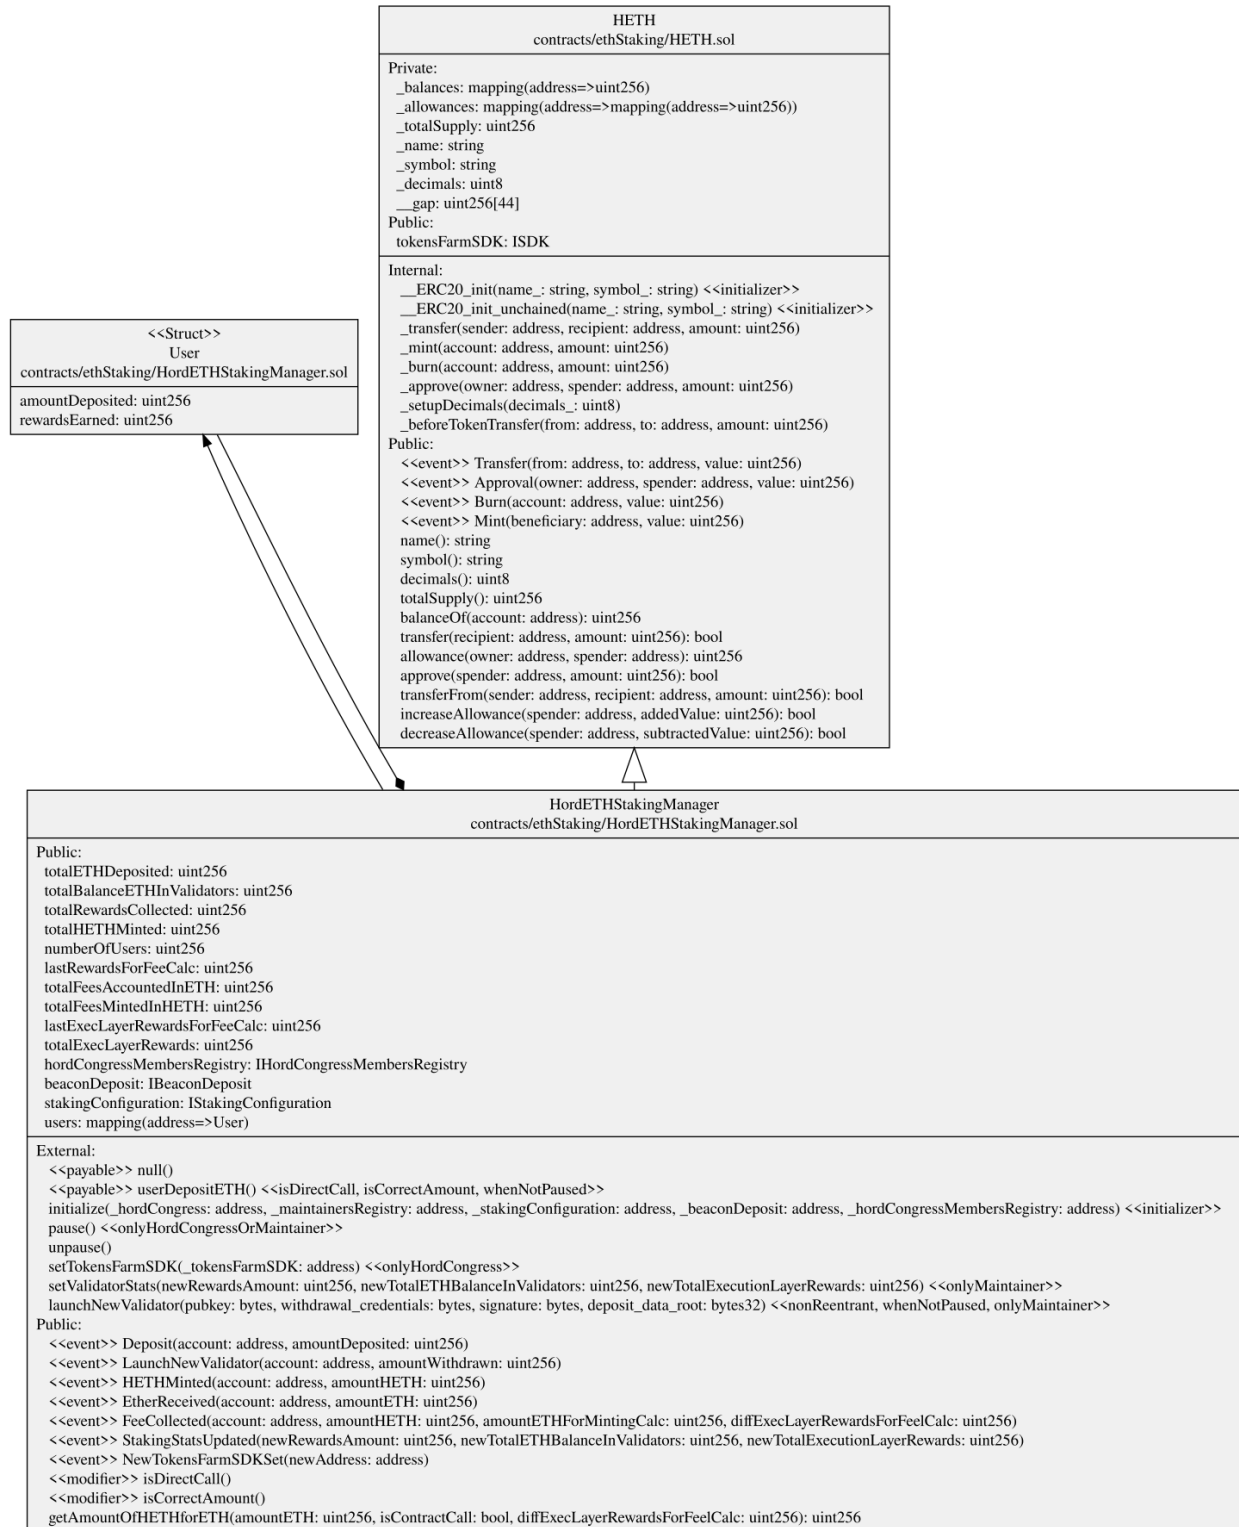 HETH
contracts/ethStaking/HETH.sol
Private:
_balances: mapping(address=>uint256)
_allowances: mapping(address=>mapping(address=>uint256))
_totalSupply: uint256
_name: string
_symbol: string
_decimals: uint8
__gap: uint256[44]
Public:
tokensFarmSDK: ISDK
Internal:
__ERC20_init(name_: string, symbol_: string) <<initializer>>
__ERC20_init_unchained(name_: string, symbol_: string) <<initializer>>
_transfer(sender: address, recipient: address, amount: uint256)
_mint(account: address, amount: uint256)
_burn(account: address, amount: uint256)
_approve(owner: address, spender: address, amount: uint256)
_setupDecimals(decimals_: uint8)
_beforeTokenTransfer(from: address, to: address, amount: uint256)
Public:
<<event>> Transfer(from: address, to: address, value: uint256)
<<event>> Approval(owner: address, spender: address, value: uint256)
<<event>> Burn(account: address, value: uint256)
<<event>> Mint(beneficiary: address, value: uint256)
name(): string
symbol(): string
decimals(): uint8
totalSupply(): uint256
balanceOf(account: address): uint256
transfer(recipient: address, amount: uint256): bool
allowance(owner: address, spender: address): uint256
approve(spender: address, amount: uint256): bool
transferFrom(sender: address, recipient: address, amount: uint256): bool
increaseAllowance(spender: address, addedValue: uint256): bool
decreaseAllowance(spender: address, subtractedValue: uint256): bool
<<Struct>>
User
contracts/ethStaking/HordETHStakingManager.sol
amountDeposited: uint256
rewardsEarned: uint256
HordETHStakingManager
contracts/ethStaking/HordETHStakingManager.sol
Public:
totalETHDeposited: uint256
totalBalanceETHInValidators: uint256
totalRewardsCollected: uint256
totalHETHMinted: uint256
numberOfUsers: uint256
lastRewardsForFeeCalc: uint256
totalFeesAccountedInETH: uint256
totalFeesMintedInHETH: uint256
lastExecLayerRewardsForFeeCalc: uint256
totalExecLayerRewards: uint256
hordCongressMembersRegistry: IHordCongressMembersRegistry
beaconDeposit: IBeaconDeposit
stakingConfiguration: IStakingConfiguration
users: mapping(address=>User)
External:
<<payable>> null()
<<payable>> userDepositETH() <<isDirectCall, isCorrectAmount, whenNotPaused>>
initialize(_hordCongress: address, _maintainersRegistry: address, _stakingConfiguration: address, _beaconDeposit: address, _hordCongressMembersRegistry: address) <<initializer>>
pause() <<onlyHordCongressOrMaintainer>>
unpause()
setTokensFarmSDK(_tokensFarmSDK: address) <<onlyHordCongress>>
setValidatorStats(newRewardsAmount: uint256, newTotalETHBalanceInValidators: uint256, newTotalExecutionLayerRewards: uint256) <<onlyMaintainer>>
launchNewValidator(pubkey: bytes, withdrawal_credentials: bytes, signature: bytes, deposit_data_root: bytes32) <<nonReentrant, whenNotPaused, onlyMaintainer>>
Public:
<<event>> Deposit(account: address, amountDeposited: uint256)
<<event>> LaunchNewValidator(account: address, amountWithdrawn: uint256)
<<event>> HETHMinted(account: address, amountHETH: uint256)
<<event>> EtherReceived(account: address, amountETH: uint256)
<<event>> FeeCollected(account: address, amountHETH: uint256, amountETHForMintingCalc: uint256, diffExecLayerRewardsForFeelCalc: uint256)
<<event>> StakingStatsUpdated(newRewardsAmount: uint256, newTotalETHBalanceInValidators: uint256, newTotalExecutionLayerRewards: uint256)
<<event>> NewTokensFarmSDKSet(newAddress: address)
<<modifier>> isDirectCall()
<<modifier>> isCorrectAmount()
getAmountOfHETHforETH(amountETH: uint256, isContractCall: bool, diffExecLayerRewardsForFeelCalc: uint256): uint256